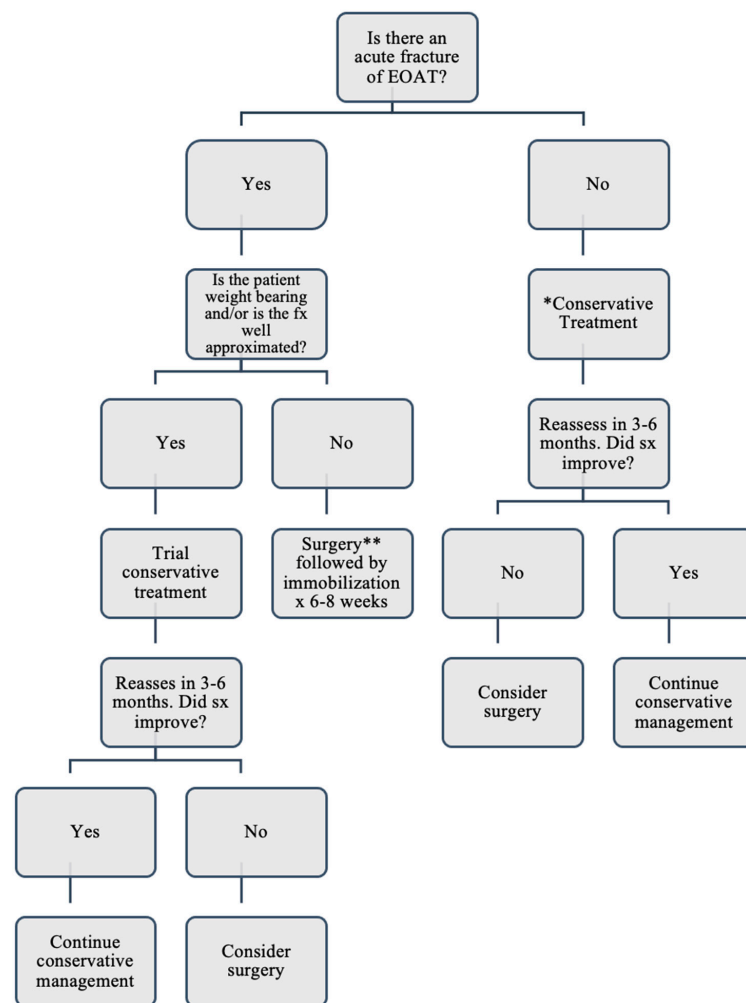 Is there an
acute fracture
of EOAT?
Yes
No
Is the patient
weight bearing
and/or is the fx
well
approximated?
*Conservative
Treatment
Yes
No
Reassess in 3-6
months. Did sx
improve?
Trial
conservative
treatment
Surgery**
followed by
immobilization
x 6-8 weeks
No
Yes
Reasses in 3-6
months. Did sx
improve?
Consider
surgery
Continue
conservative
management
Yes
No
Continue
conservative
management
Consider
surgery